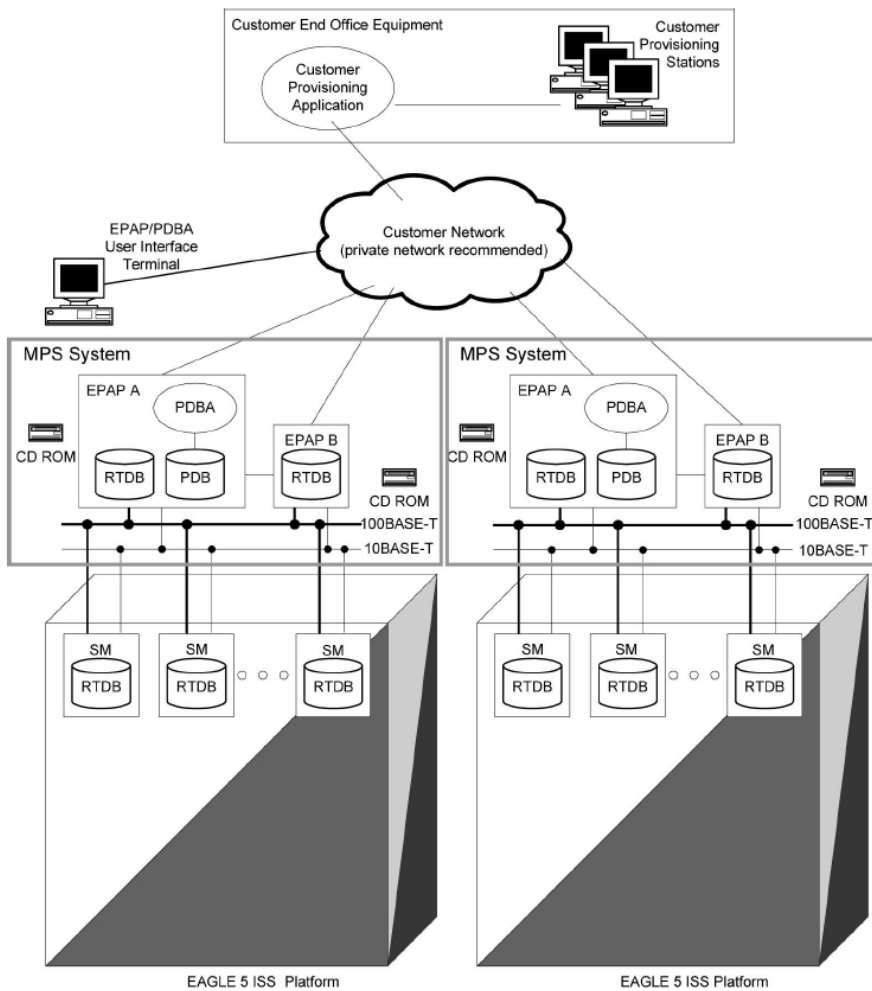 Customer End Office Equipment
Customer
Provisioning
Application
Customer
Provisioning
Stations
Customer Network
(private network recommended)
EPAP/PDBA
User Interface
Terminal
MPS System
EPAP A
PDBA
EPAP B
CD ROM
RTDB
PDB
RTDB
CD ROM
100BASE-T
10BASE-T
MPS System
EPAP A
PDBA
EPAP B
CD ROM
RTDB
PDB
RTDB
CD ROM
100BASE-T
10BASE-T
SM
RTDB
SM
RTDB
SM
RTDB
SM
RTDB
SM
RTDB
SM
RTDB
EAGLE 5 ISS Platform
EAGLE 5 ISS Platform